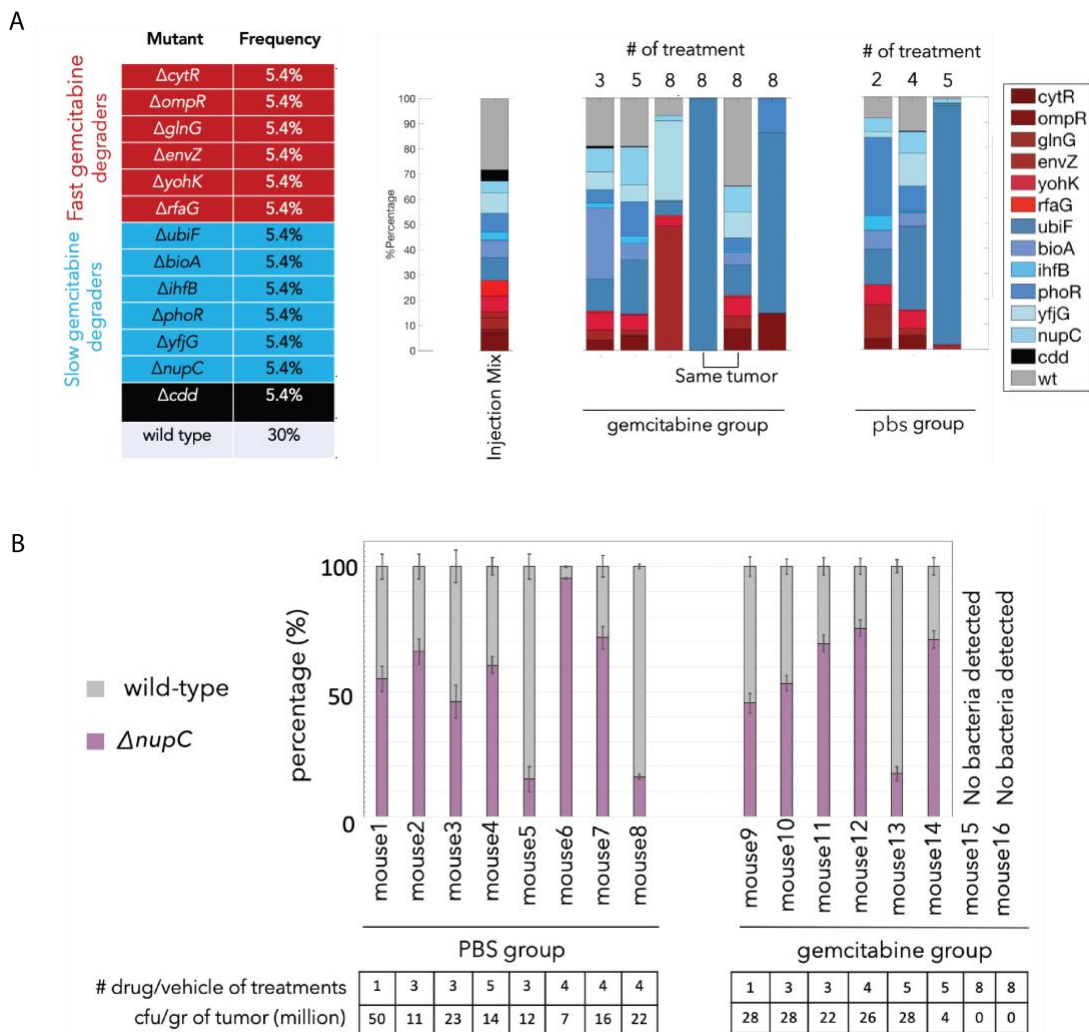 A
Mutant Frequency
ΔcytR 5.4%
ΔompR 5.4%
ΔglnG 5.4%
ΔenvZ 5.4%
ΔyohK 5.4%
ΔrfaG 5.4%
ΔubiF 5.4%
ΔbioA 5.4%
ΔihfB 5.4%
ΔphoR 5.4%
ΔyfjG 5.4%
ΔnupC 5.4%
Δcdd 5.4%
wild type 30%
Fast gemcitabine
degraders
Slow gemcitabine
degraders
# of treatment
3 5 8 8 8 8
# of treatment
2 4 5
%Percentage
100
90
80
70
60
50
40
30
20
10
0
Injection Mix
Same tumor
gemcitabine group
pbs group
cytR
ompR
glnG
envZ
yohK
rfaG
ubiF
bioA
ihfB
phoR
yfjG
nupC
cdd
wt
B
wild-type
ΔnupC
percentage (%)
100
50
0
mouse1
mouse2
mouse3
mouse4
mouse5
mouse6
mouse7
mouse8
mouse9
mouse10
mouse11
mouse12
mouse13
mouse14
mouse15
mouse16
No bacteria detected
No bacteria detected
PBS group
gemcitabine group
# drug/vehicle of treatments 1 3 3 5 3 4 4 4 1 3 3 4 5 5 8 8
cfu/gr of tumor (million) 50 11 23 14 12 7 16 22 28 28 22 26 28 4 0 0